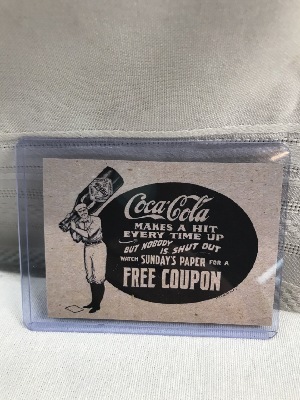 Coca-Cola
MAKES A HIT
EVERY TIME UP
BUT NOBODY
IS SHUT OUT
WATCH SUNDAY'S PAPER FOR A
FREE COUPON